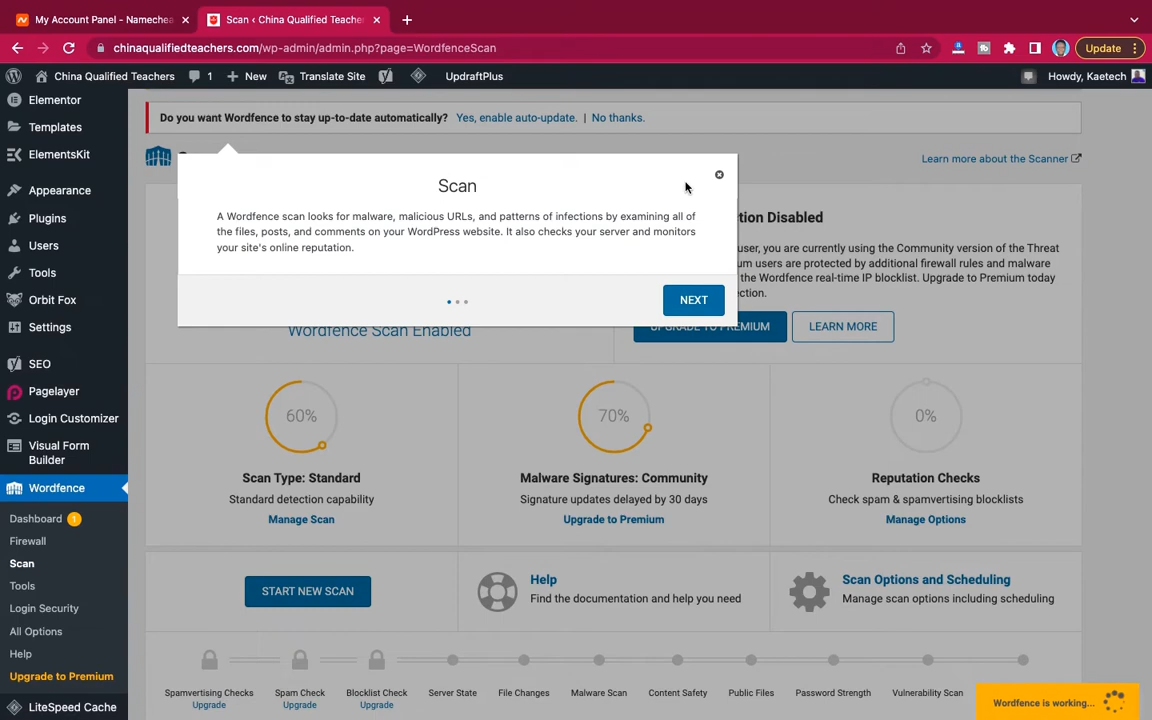 My Account Panel - Namecheap
Scan ‹ China Qualified Teache
chinaqualifiedteachers.com/wp-admin/admin.php?page=WordfenceScan
Update
China Qualified Teachers
1
New
Translate Site
UpdraftPlus
Howdy, Kaetech
Elementor
Templates
ElementsKit
Appearance
Plugins
Users
Tools
Orbit Fox
Settings
SEO
Pagelayer
Login Customizer
Visual Form
Builder
Wordfence
Dashboard 1
Firewall
Scan
Tools
Login Security
All Options
Help
Upgrade to Premium
LiteSpeed Cache
Do you want Wordfence to stay up-to-date automatically? Yes, enable auto-update. | No thanks.
Learn more about the Scanner
Scan
A Wordfence scan looks for malware, malicious URLs, and patterns of infections by examining all of
the files, posts, and comments on your WordPress website. It also checks your server and monitors
your site's online reputation.
NEXT
Wordfence Scan Enabled
ction Disabled
user, you are currently using the Community version of the Threat
um users are protected by additional firewall rules and malware
the Wordfence real-time IP blocklist. Upgrade to Premium today
ection.
UPGRADE TO PREMIUM
LEARN MORE
60%
Scan Type: Standard
Standard detection capability
Manage Scan
70%
Malware Signatures: Community
Signature updates delayed by 30 days
Upgrade to Premium
0%
Reputation Checks
Check spam & spamvertising blocklists
Manage Options
START NEW SCAN
Help
Find the documentation and help you need
Scan Options and Scheduling
Manage scan options including scheduling
Spamvertising Checks
Upgrade
Spam Check
Upgrade
Blocklist Check
Upgrade
Server State
File Changes
Malware Scan
Content Safety
Public Files
Password Strength
Vulnerability Scan
Wordfence is working...